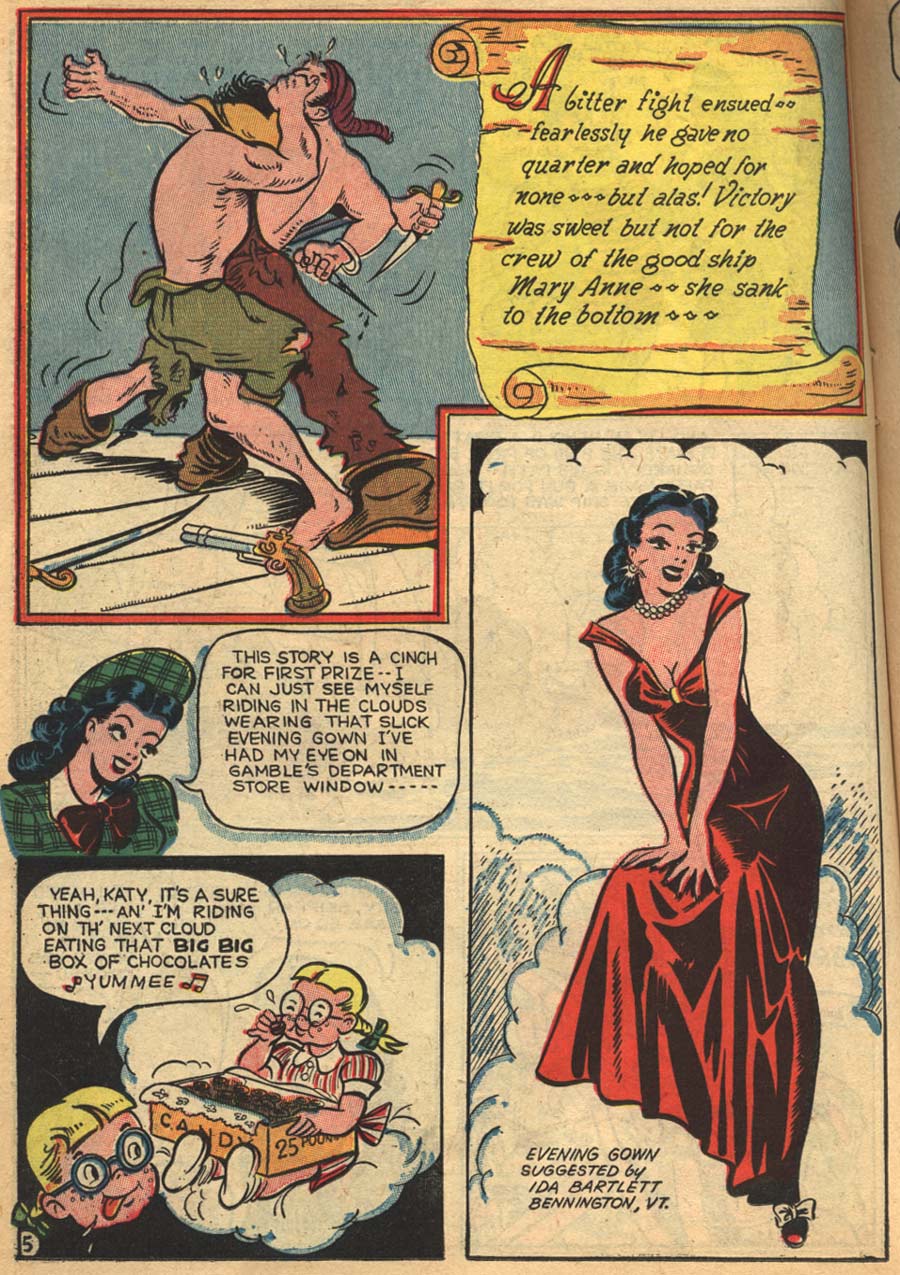 A bitter fight ensued--
fearlessly he gave no
quarter and hoped for
none---but alas! Victory
was sweet but not for the
crew of the good ship
Mary Anne -- she sank
to the bottom ---
THIS STORY IS A CINCH
FOR FIRST PRIZE--I
CAN JUST SEE MYSELF
RIDING IN THE CLOUDS
WEARING THAT SLICK
EVENING GOWN I'VE
HAD MY EYE ON IN
GAMBLE'S DEPARTMENT
STORE WINDOW -----
YEAH, KATY, IT'S A SURE
THING---AN' I'M RIDING
ON TH' NEXT CLOUD
EATING THAT BIG BIG
BOX OF CHOCOLATES
♪YUMMEE♫
CANDY
25 POUN
EVENING GOWN
SUGGESTED by
IDA BARTLETT
BENNINGTON, VT.
5